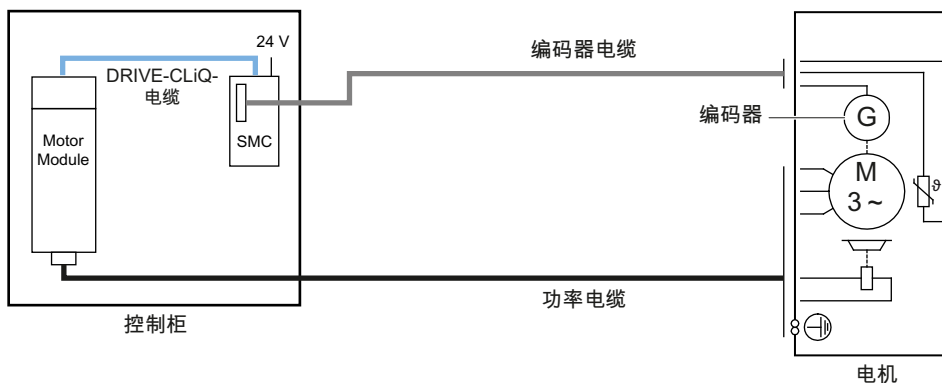 24 V
DRIVE-CLiQ-
电缆
Motor
Module
SMC
编码器电缆
编码器
G
M
3 ~
ϑ
功率电缆
控制柜
电机